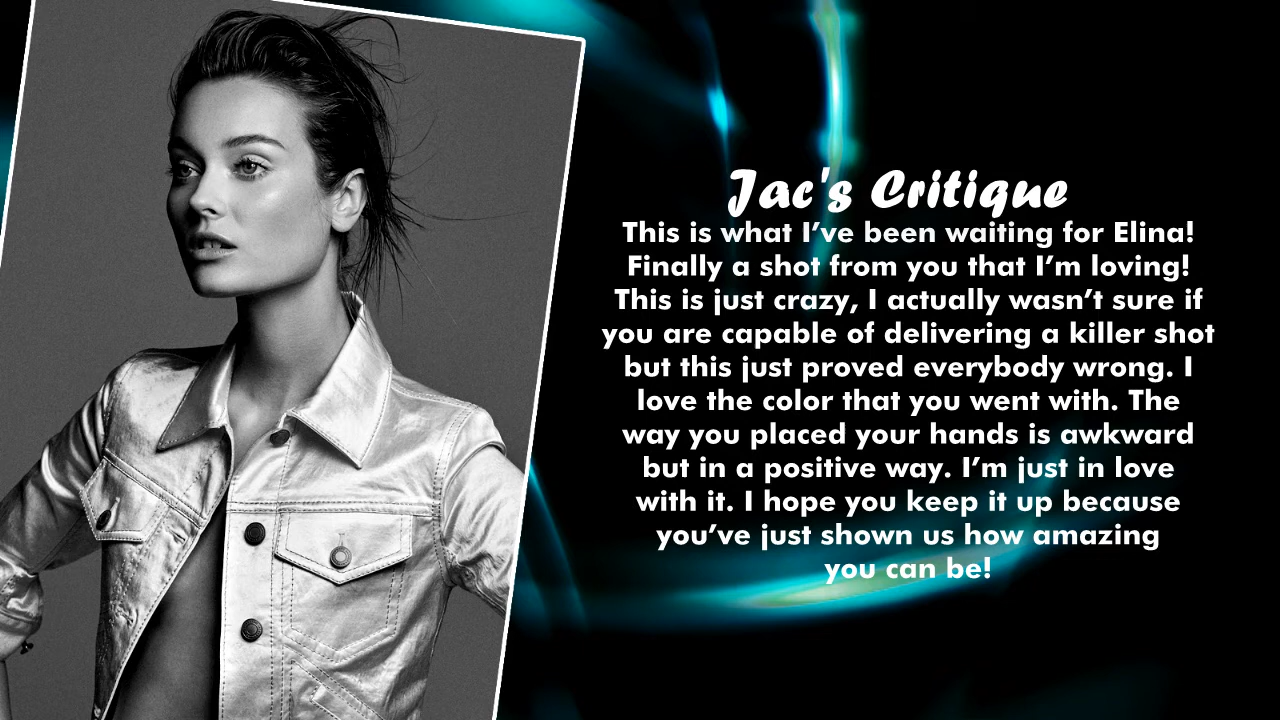 Jac's Critique
This is what I’ve been waiting for Elina!
Finally a shot from you that I’m loving!
This is just crazy, I actually wasn’t sure if
you are capable of delivering a killer shot
but this just proved everybody wrong. I
love the color that you went with. The
way you placed your hands is awkward
but in a positive way. I’m just in love
with it. I hope you keep it up because
you’ve just shown us how amazing
you can be!